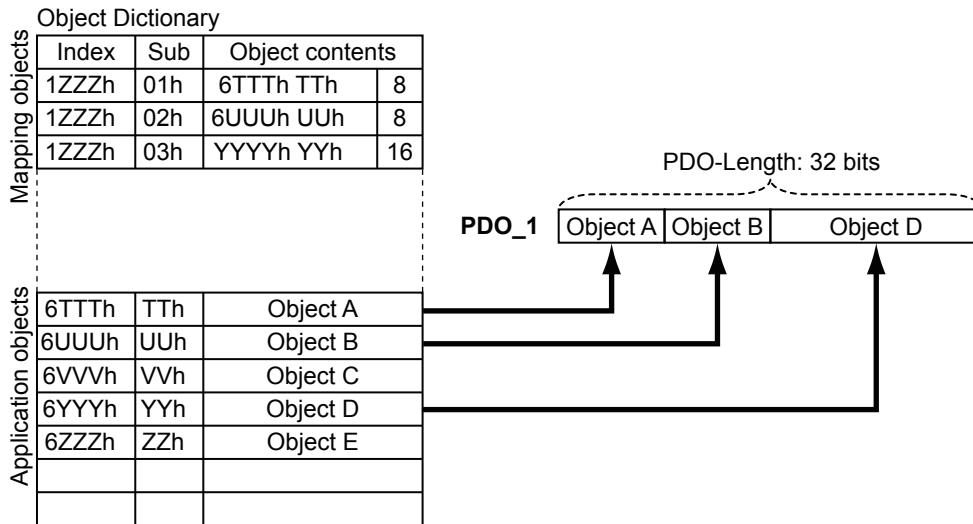 Object Dictionary
Mapping objects
Index Sub Object contents
1ZZZh 01h 6TTTh TTh 8
1ZZZh 02h 6UUUh UUh 8
1ZZZh 03h YYYYh YYh 16
PDO-Length: 32 bits
PDO_1 Object A Object B Object D
Application objects
6TTTh TTh Object A
6UUUh UUh Object B
6VVVh VVh Object C
6YYYh YYh Object D
6ZZZh ZZh Object E